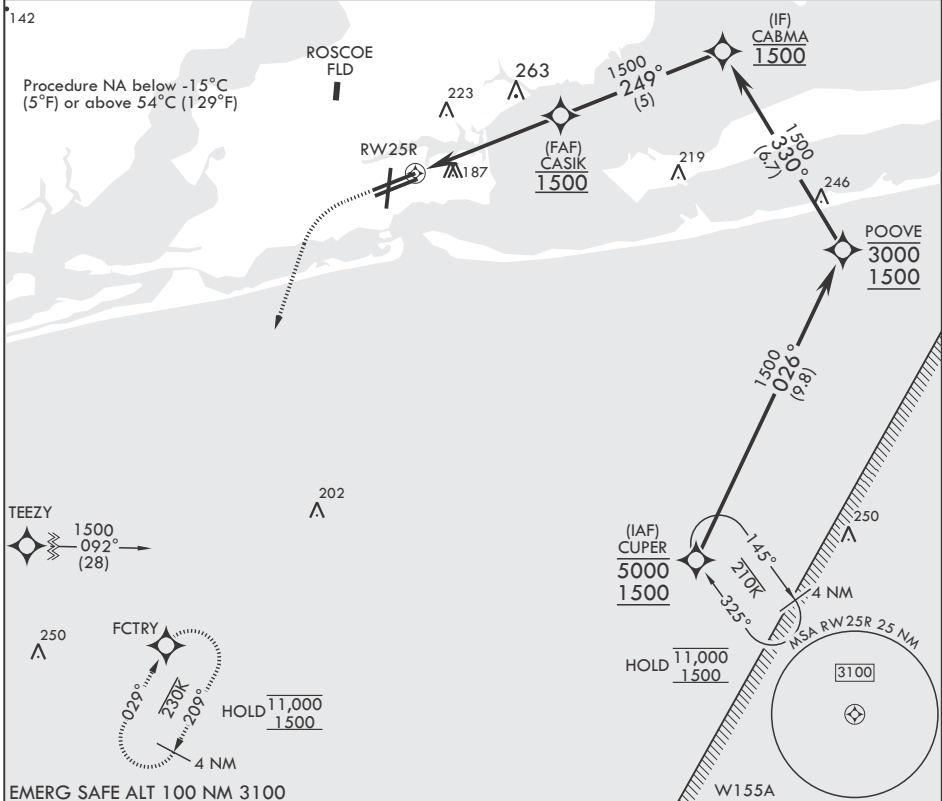 142
(IF)
CABMA
1500
ROSCOE
FLD
Procedure NA below -15°C
(5°F) or above 54°C (129°F)
1500
249°
(5)
263
223
(FAF)
CASIK
1500
RW25R
187
219
1500
330°
(6.7)
246
POOVE
3000
1500
1500
026°
(9.8)
202
TEEZY
1500
092°
(28)
(IAF)
CUPER
5000
1500
145°
210K
325°
4 NM
250
HOLD 11,000
1500
MSA RW25R 25 NM
3100
250
FCTRY
029°
230K
209°
4 NM
HOLD 11,000
1500
W155A
EMERG SAFE ALT 100 NM 3100